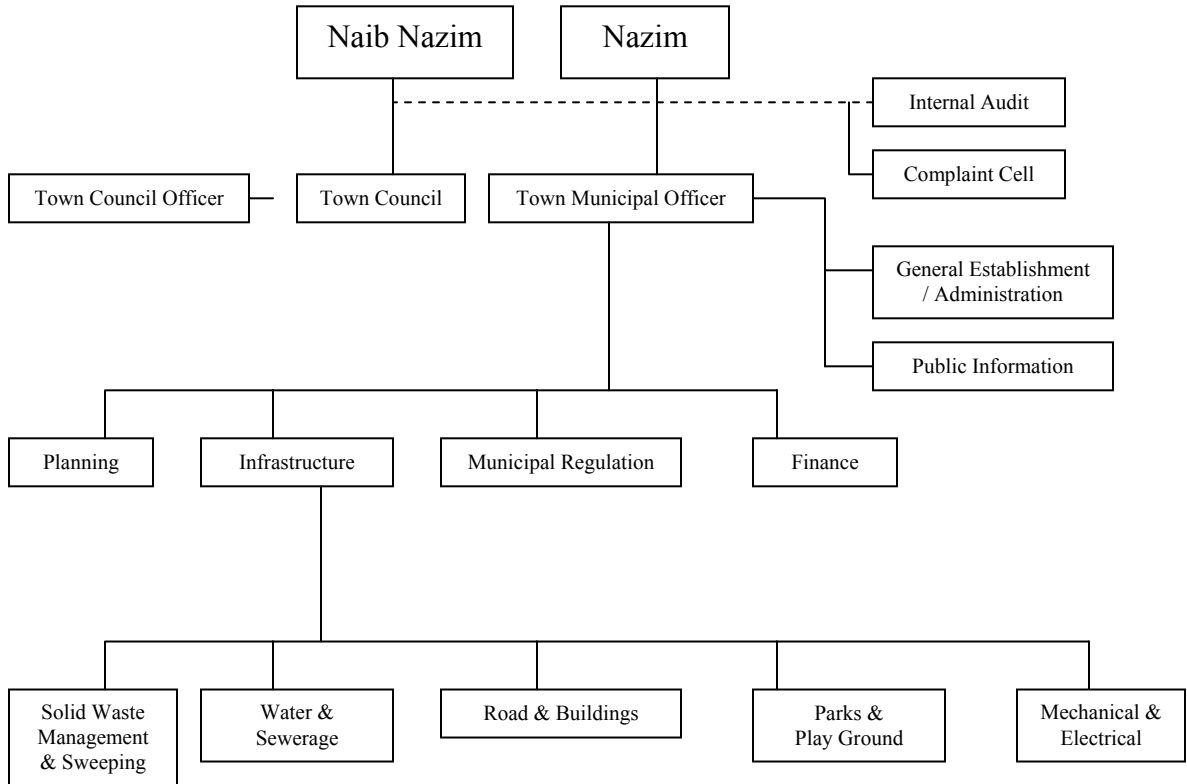 Naib Nazim
Nazim
Internal Audit
Complaint Cell
Town Council Officer
Town Council
Town Municipal Officer
General Establishment
/ Administration
Public Information
Planning
Infrastructure
Municipal Regulation
Finance
Solid Waste
Management
& Sweeping
Water &
Sewerage
Road & Buildings
Parks &
Play Ground
Mechanical &
Electrical